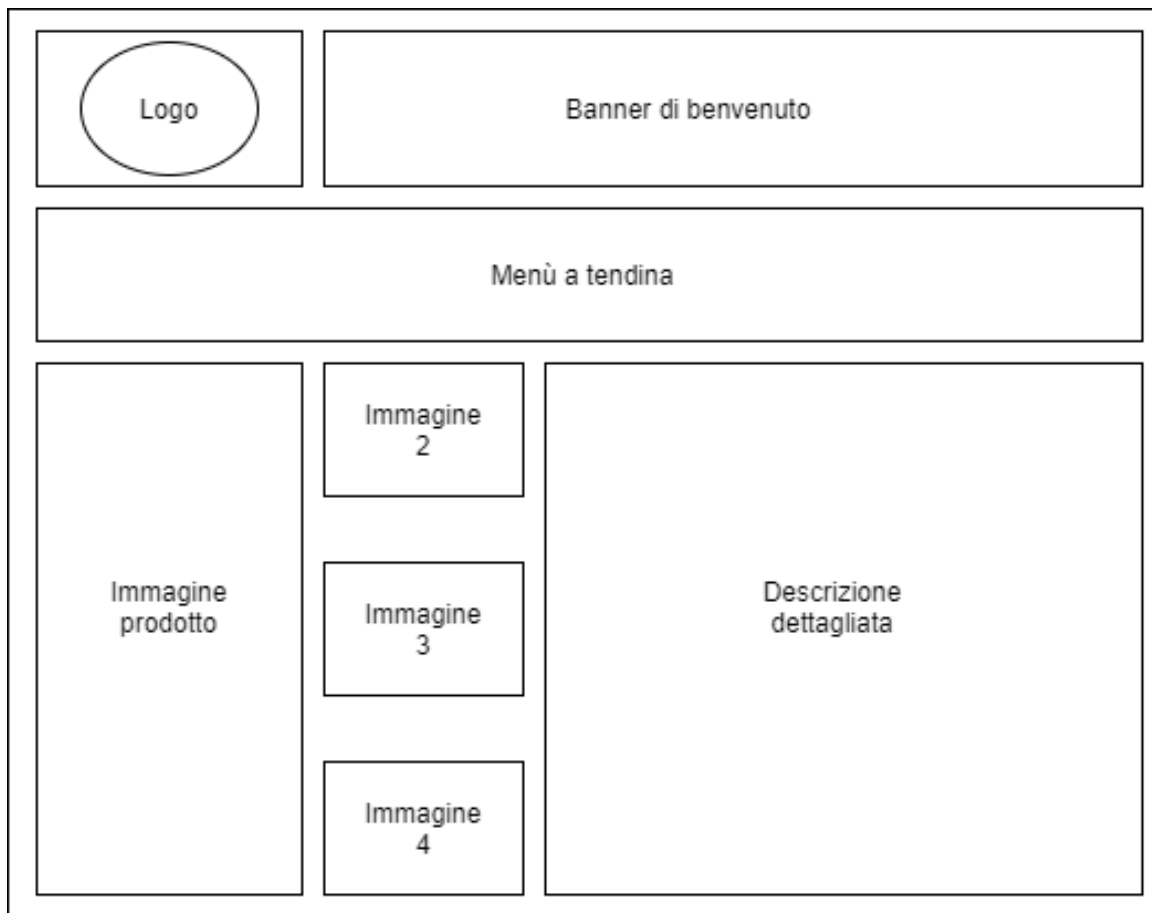 Logo
Banner di benvenuto
Menù a tendina
Immagine
2
Immagine
3
Immagine
4
Immagine
prodotto
Descrizione
dettagliata